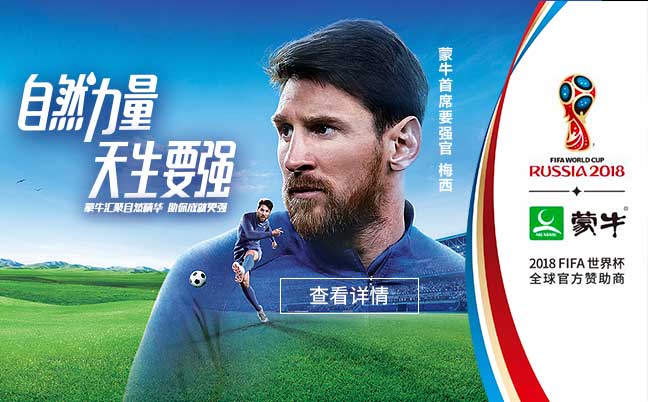 自然力量
天生要强
蒙牛汇聚自然精华 助你成就更强
蒙牛首席要强官 梅西
查看详情
FIFA WORLD CUP
RUSSIA 2018
MENGNIU
蒙牛®
2018 FIFA 世界杯
全球官方赞助商